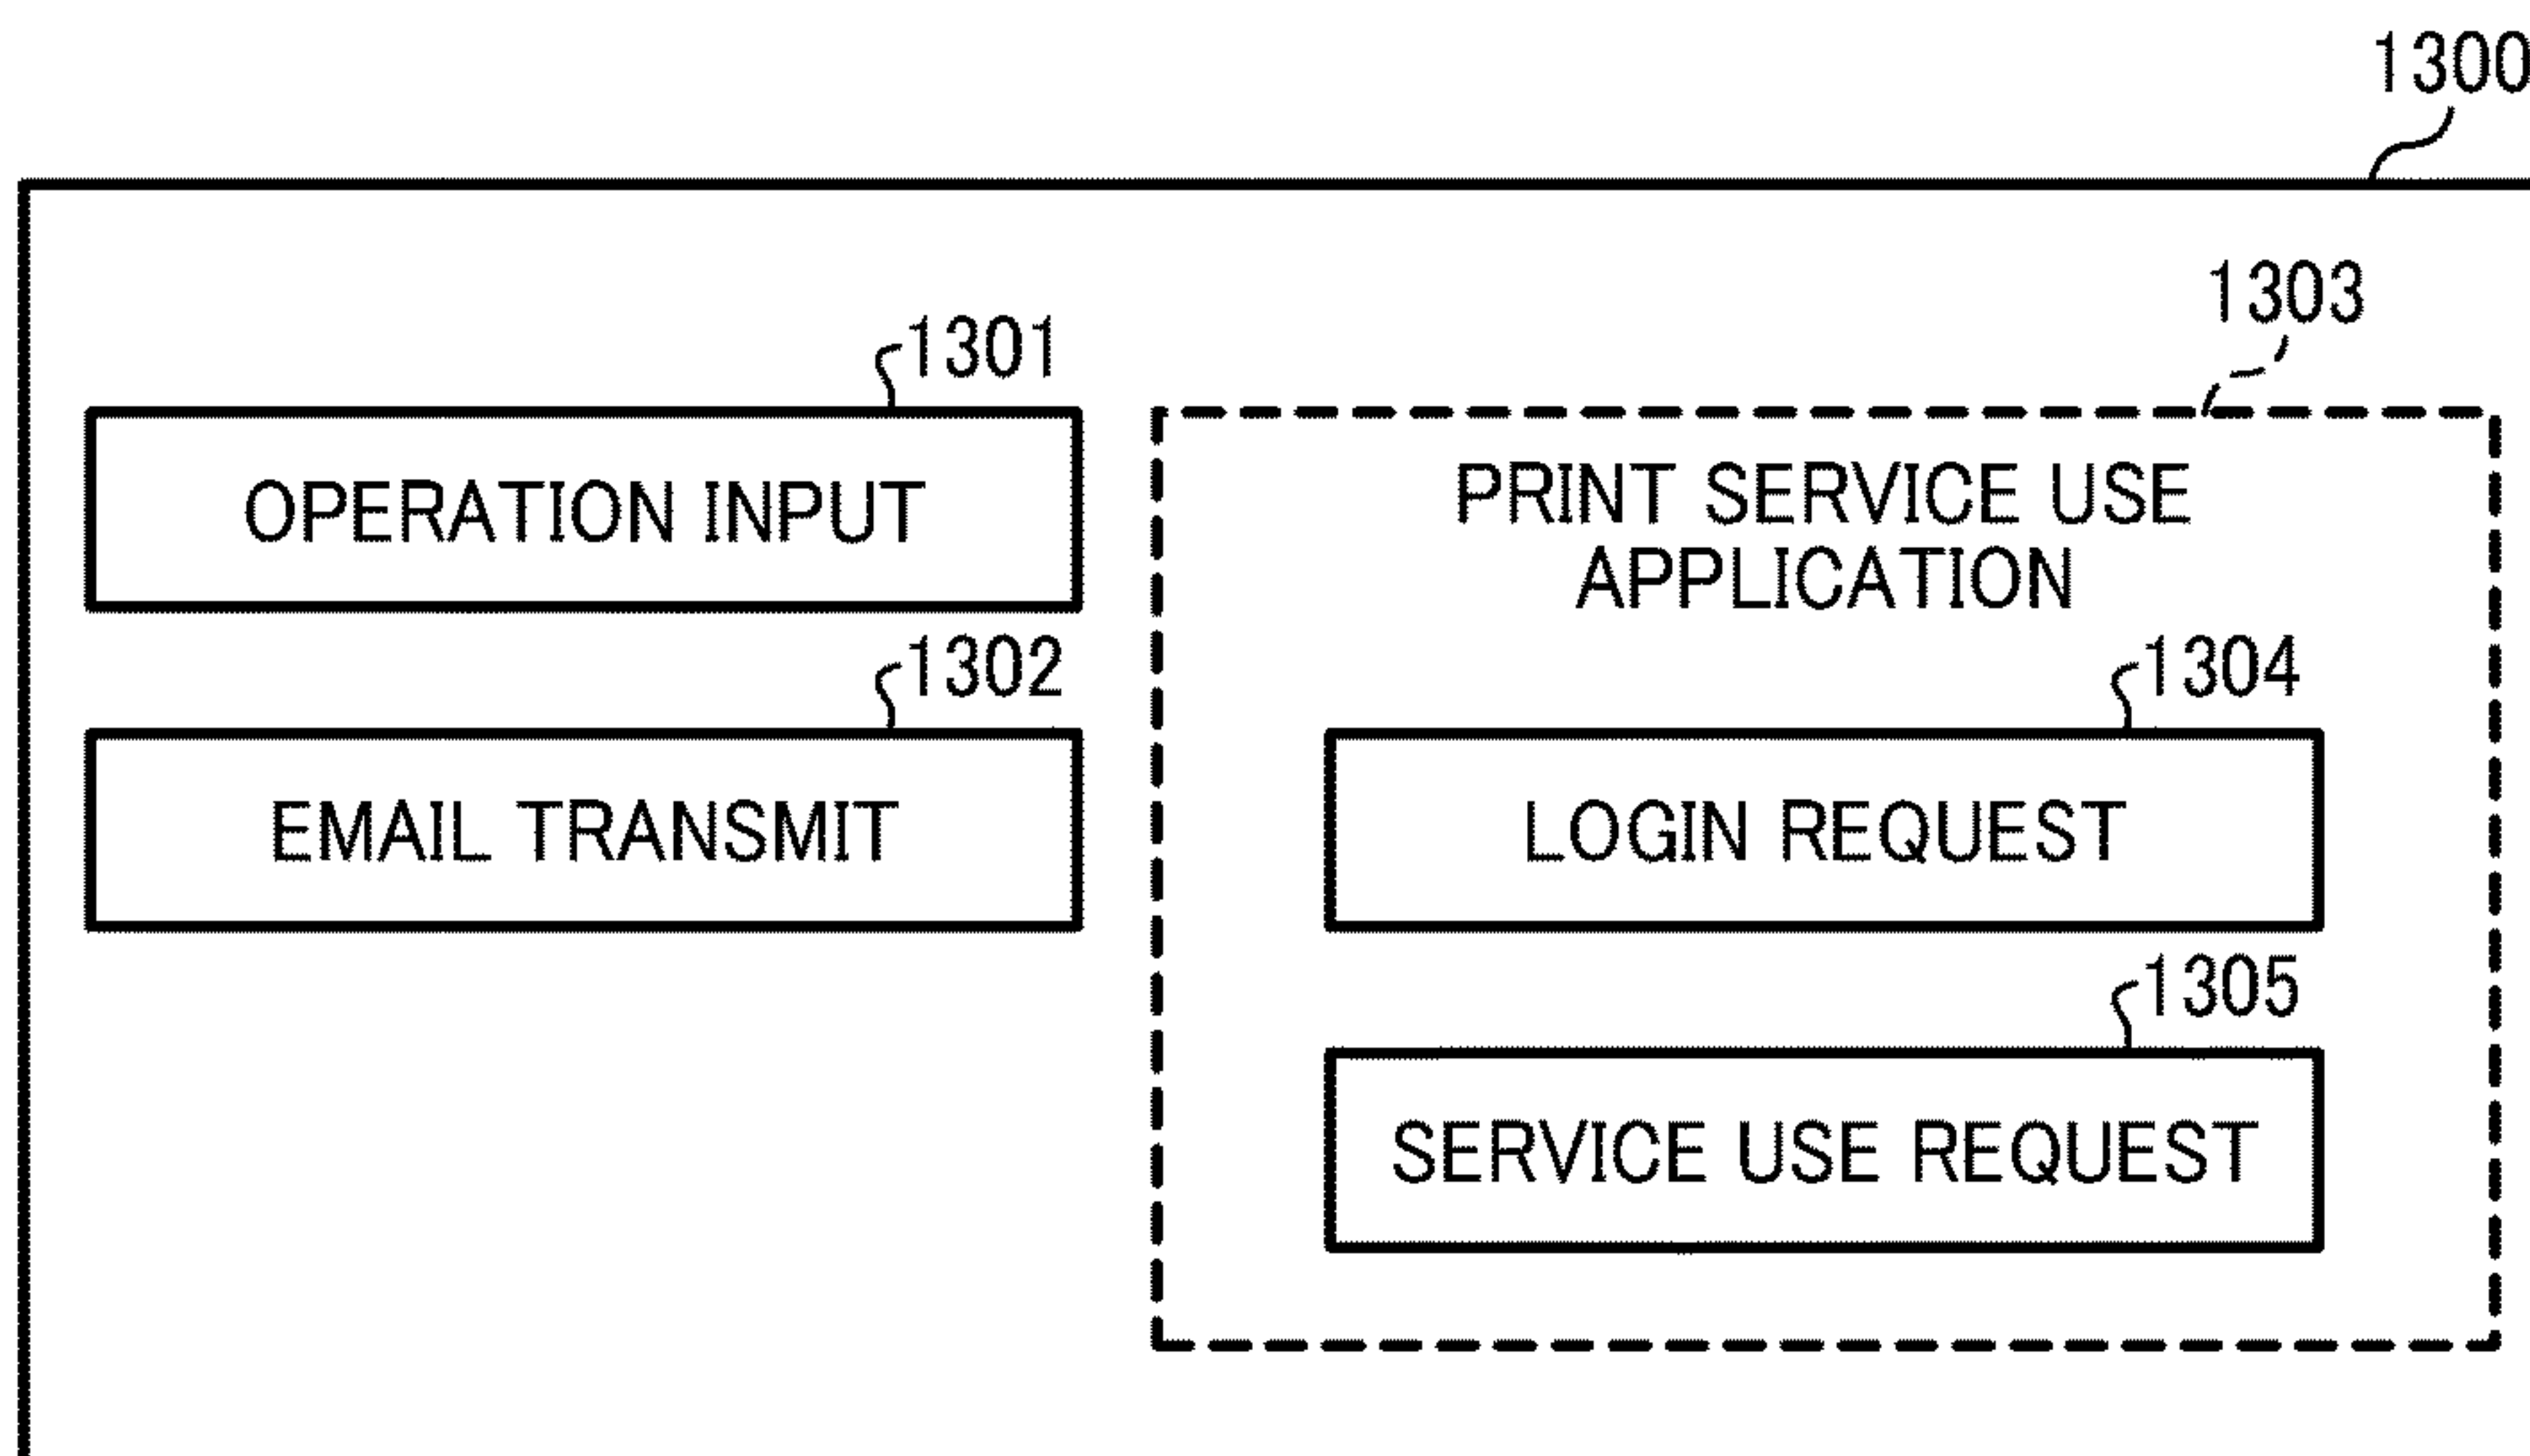 1300
1301
OPERATION INPUT
1302
EMAIL TRANSMIT
1303
PRINT SERVICE USE
APPLICATION
1304
LOGIN REQUEST
1305
SERVICE USE REQUEST